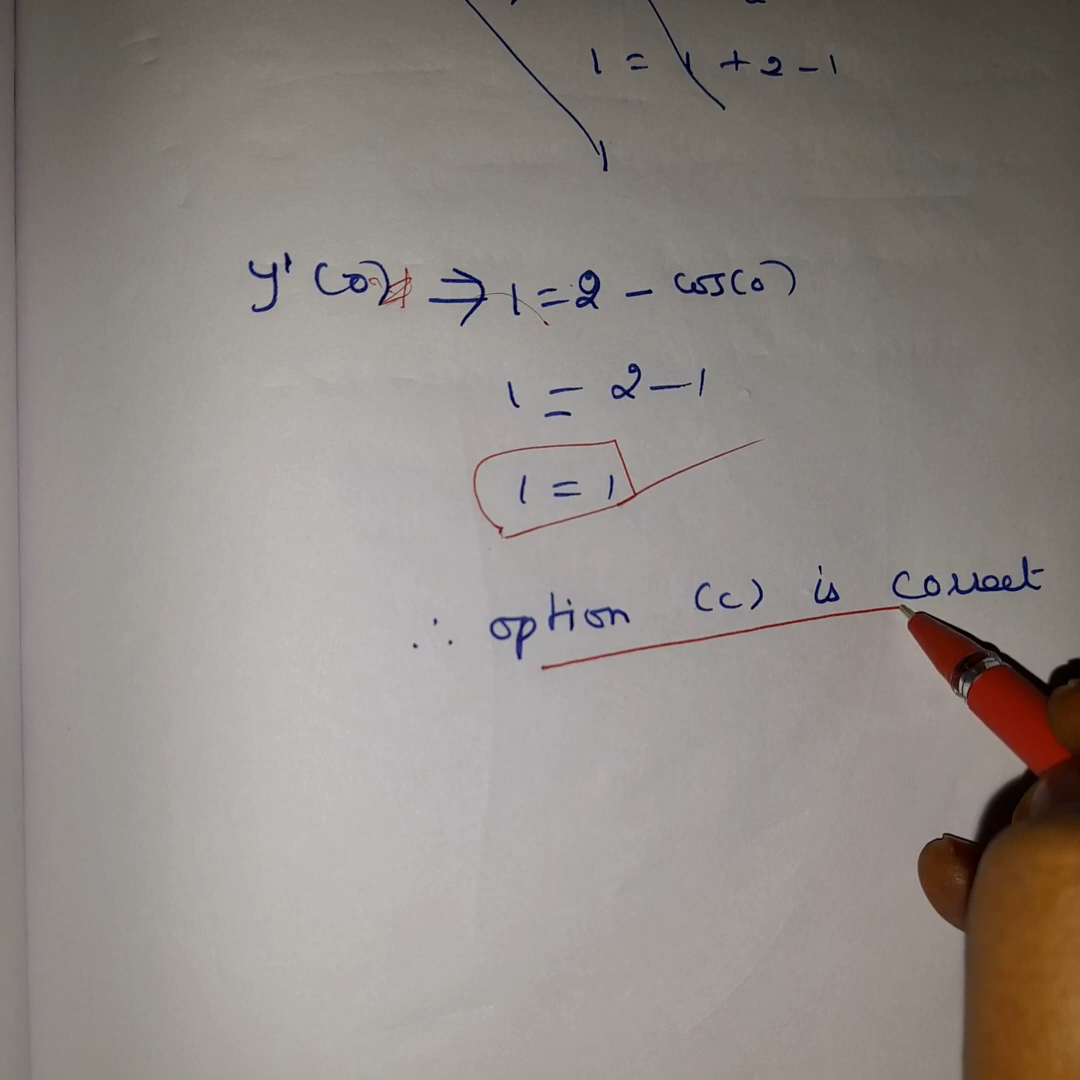 1 = 1 + 2 - 1
1
y' (0) ⇒ 1 = 2 - cos(0)
1 = 2 - 1
1 = 1
∴ option (c) is correct